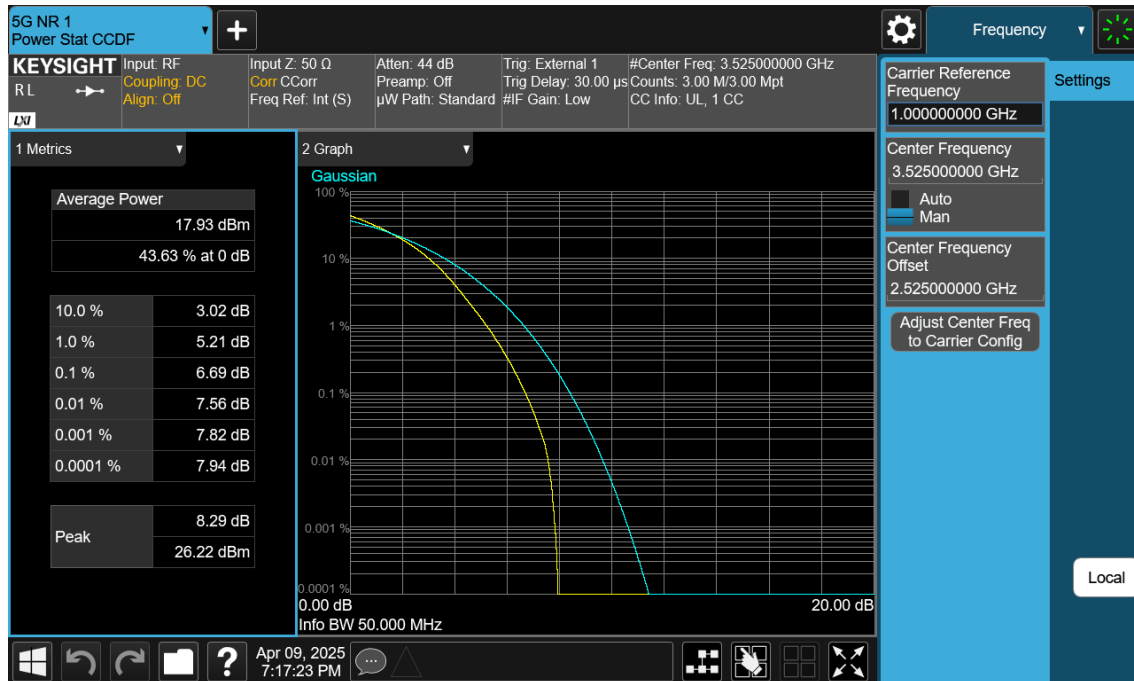 5G NR 1
Power Stat CCDF
+
Frequency
KEYSIGHT
R L
LXI
Input: RF
Coupling: DC
Align: Off
Input Z: 50 Ω
Corr CCorr
Freq Ref: Int (S)
Atten: 44 dB
Preamp: Off
µW Path: Standard
Trig: External 1
Trig Delay: 30.00 µs
#IF Gain: Low
#Center Freq: 3.525000000 GHz
Counts: 3.00 M/3.00 Mpt
CC Info: UL, 1 CC
1 Metrics
Average Power
17.93 dBm
43.63 % at 0 dB
10.0 % 3.02 dB
1.0 % 5.21 dB
0.1 % 6.69 dB
0.01 % 7.56 dB
0.001 % 7.82 dB
0.0001 % 7.94 dB
Peak
8.29 dB
26.22 dBm
2 Graph
Gaussian
100 %
10 %
1 %
0.1 %
0.01 %
0.001 %
0.0001 %
0.00 dB 20.00 dB
Info BW 50.000 MHz
Carrier Reference
Frequency
1.000000000 GHz
Center Frequency
3.525000000 GHz
Auto
Man
Center Frequency
Offset
2.525000000 GHz
Adjust Center Freq
to Carrier Config
Settings
Local
?
Apr 09, 2025
7:17:23 PM